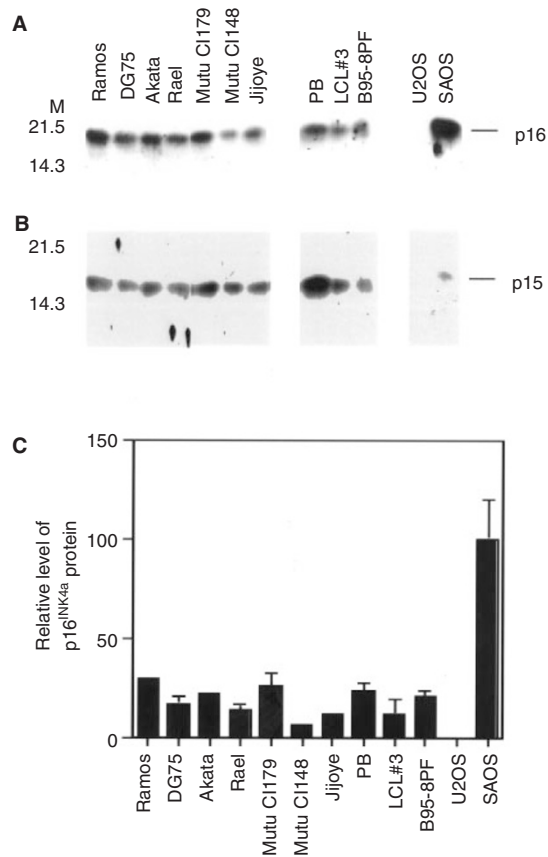 A
Ramos
DG75
Akata
Rael
Mutu Cl179
Mutu Cl148
Jijoye
PB
LCL#3
B95-8PF
U2OS
SAOS
M
21.5
14.3
p16
B
21.5
14.3
p15
C
150
100
50
0
Relative level of
p16INK4a protein
Ramos
DG75
Akata
Rael
Mutu Cl179
Mutu Cl148
Jijoye
PB
LCL#3
B95-8PF
U2OS
SAOS